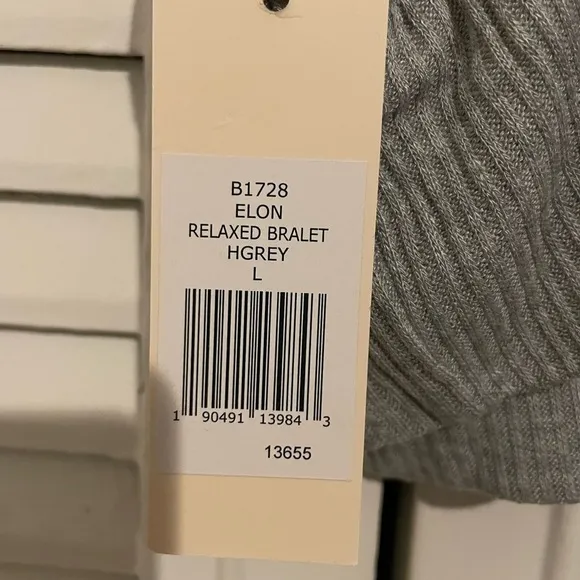 B1728
ELON
RELAXED BRALET
HGREY
L
1 90491 13984 3
13655